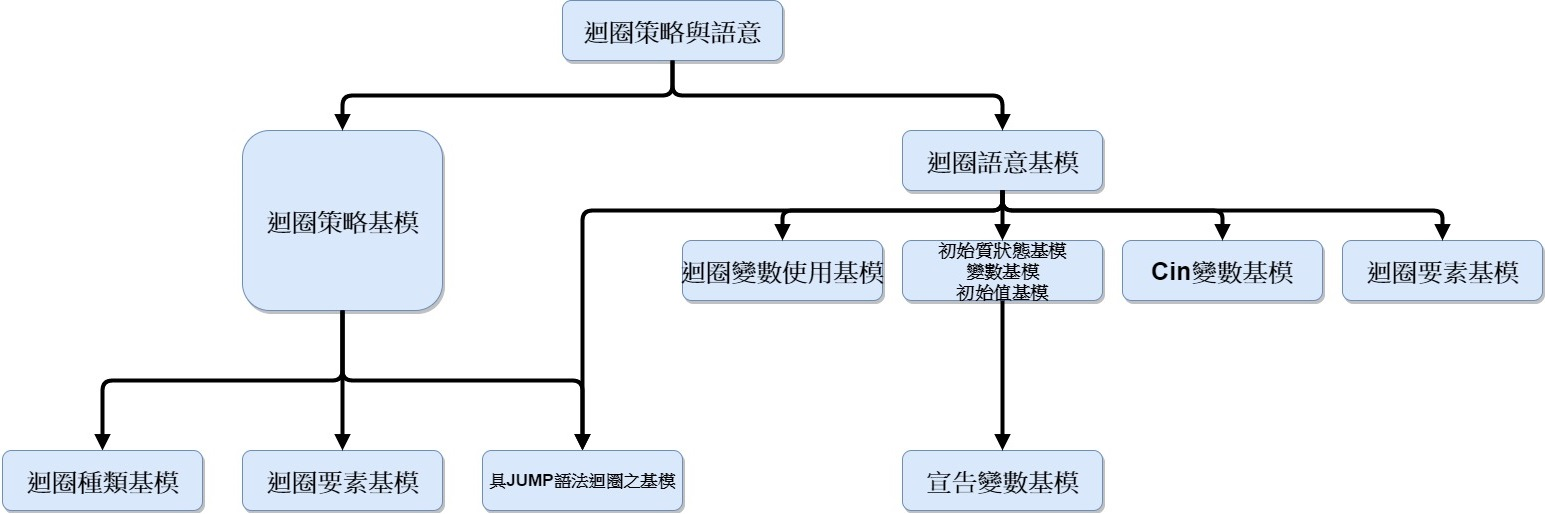 迴圈策略與語意
迴圈策略基模
迴圈語意基模
迴圈變數使用基模
初始質狀態基模
變數基模
初始值基模
Cin變數基模
迴圈要素基模
迴圈種類基模
迴圈要素基模
具JUMP語法迴圈之基模
宣告變數基模